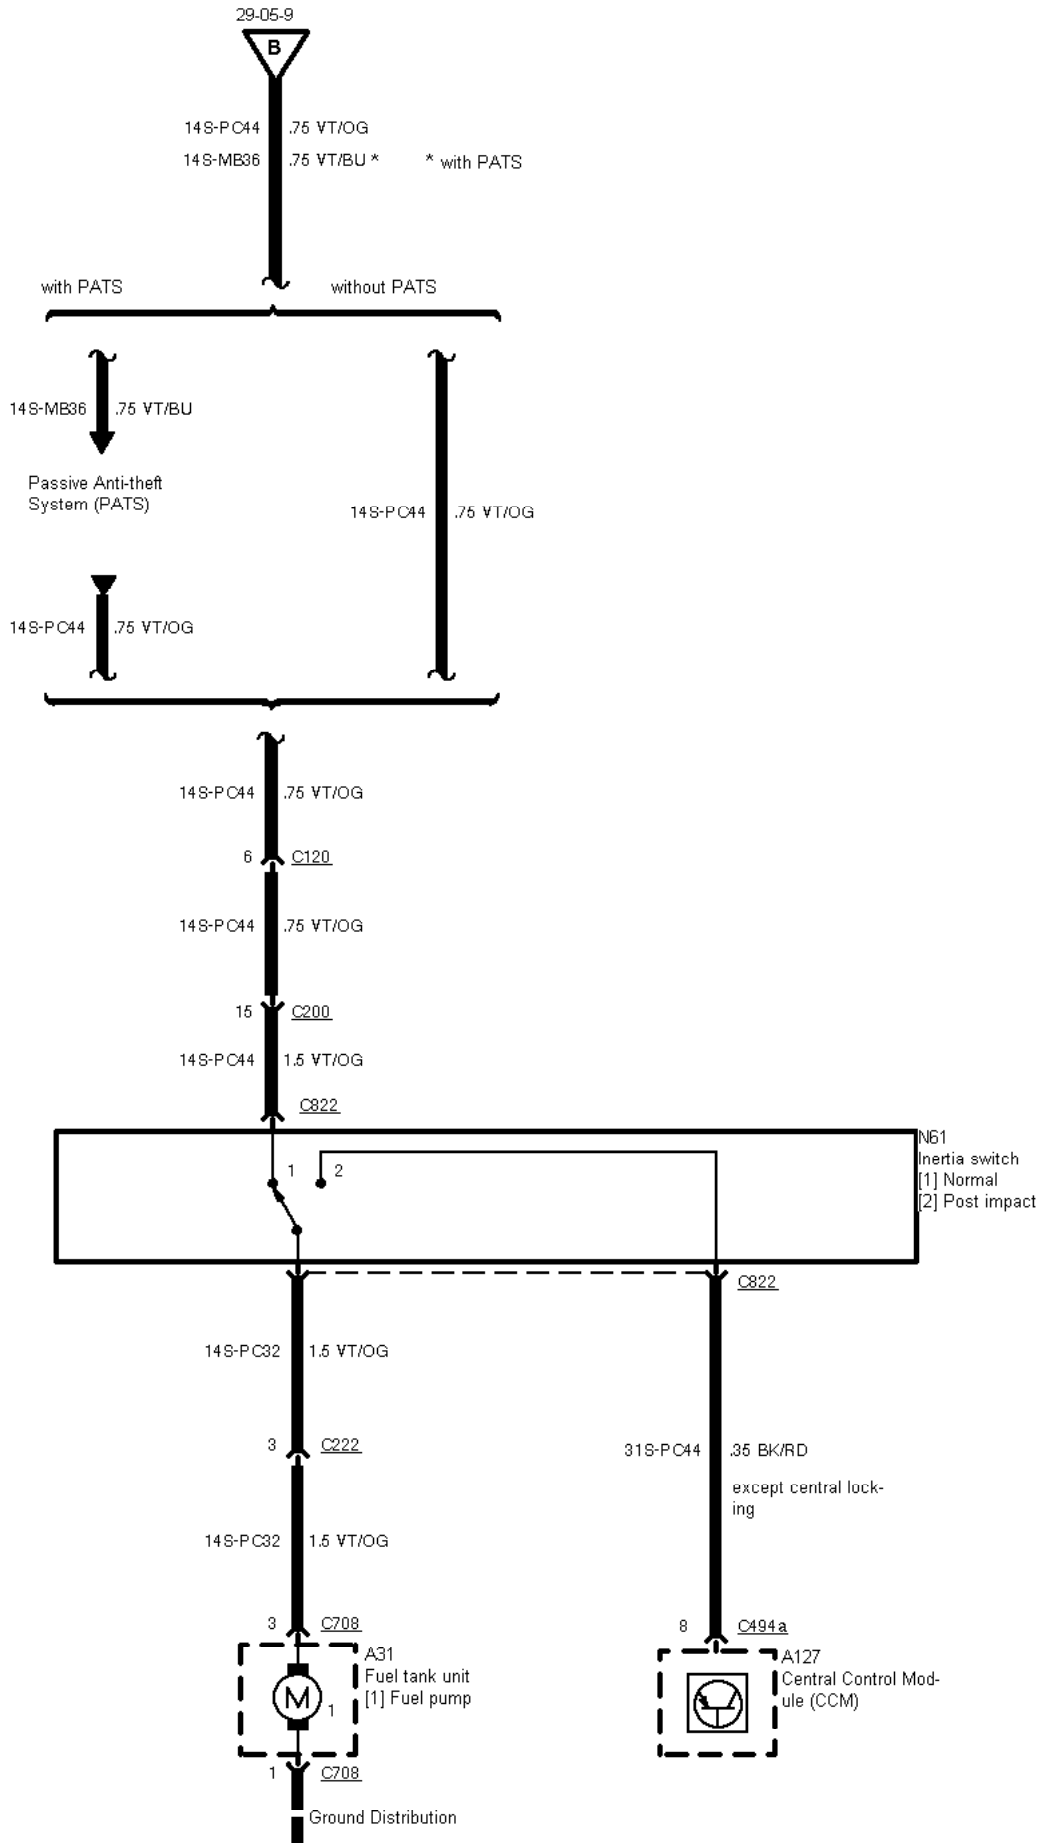 29-05-9
B
14S-PC44 .75 VT/OG
14S-MB36 .75 VT/BU * * with PATS
with PATS without PATS
14S-MB36 .75 VT/BU
Passive Anti-theft
System (PATS)
14S-PC44 .75 VT/OG
14S-PC44 .75 VT/OG
14S-PC44 .75 VT/OG
6 C120
14S-PC44 .75 VT/OG
15 C200
14S-PC44 1.5 VT/OG
C822
N61
Inertia switch
[1] Normal
[2] Post impact
1 2
C822
14S-PC32 1.5 VT/OG
3 C222
31S-PC44 .35 BK/RD
except central lock-
ing
14S-PC32 1.5 VT/OG
3 C708
A31
Fuel tank unit
[1] Fuel pump
M 1
8 C494a
A127
Central Control Mod-
ule (CCM)
1 C708
Ground Distribution